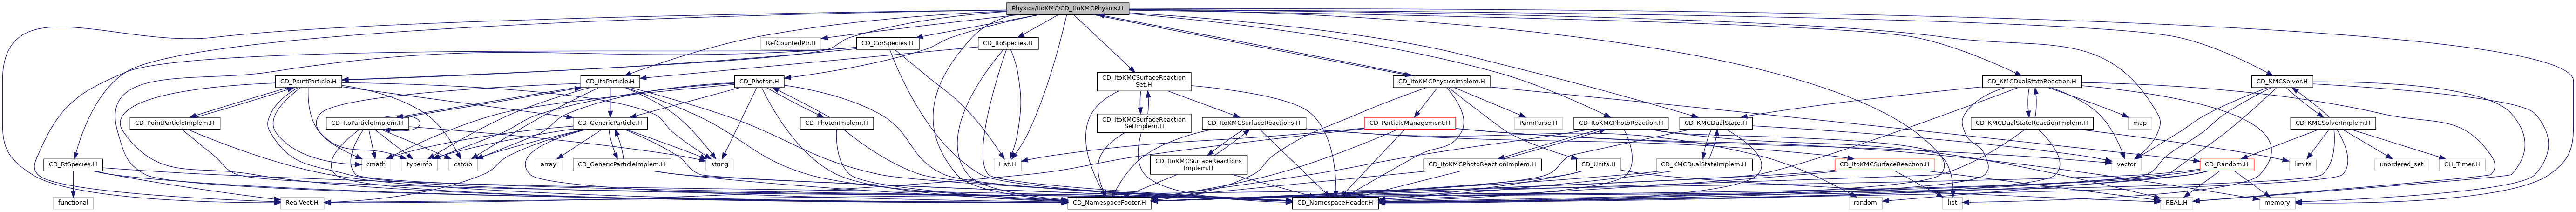 Physics/ItoKMC/CD_ItoKMCPhysics.H
RefCountedPtr.H
CD_CdrSpecies.H
CD_ItoSpecies.H
CD_PointParticle.H
CD_ItoParticle.H
CD_Photon.H
CD_ItoKMCSurfaceReaction
Set.H
CD_ItoKMCPhysicsImplem.H
CD_KMCDualStateReaction.H
CD_KMCSolver.H
CD_PointParticleImplem.H
CD_ItoParticleImplem.H
CD_GenericParticle.H
CD_PhotonImplem.H
CD_ItoKMCSurfaceReaction
SetImplem.H
CD_ItoKMCSurfaceReactions.H
CD_ParticleManagement.H
ParmParse.H
CD_ItoKMCPhotoReaction.H
CD_KMCDualState.H
CD_KMCDualStateReactionImplem.H
map
CD_KMCSolverImplem.H
CD_RtSpecies.H
cmath
typeinfo
cstdio
array
CD_GenericParticleImplem.H
string
List.H
CD_ItoKMCSurfaceReactions
Implem.H
CD_ItoKMCPhotoReactionImplem.H
CD_Units.H
CD_KMCDualStateImplem.H
CD_ItoKMCSurfaceReaction.H
vector
CD_Random.H
limits
unordered_set
CH_Timer.H
functional
RealVect.H
CD_NamespaceFooter.H
CD_NamespaceHeader.H
random
list
REAL.H
memory